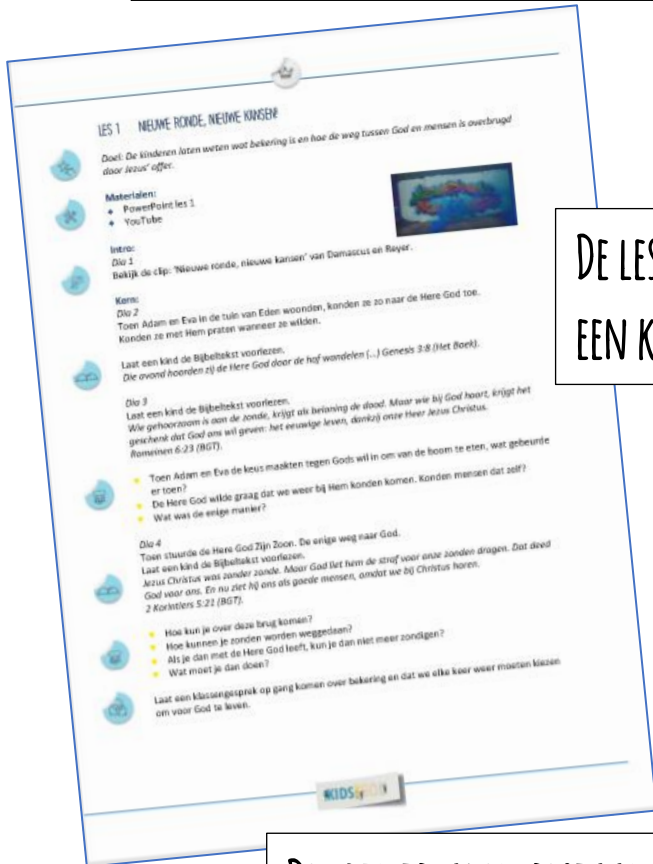 LES 1 NIEUWE RONDE, NIEUWE KANSEN!
Doel: De kinderen laten weten wat bekering is en hoe de weg tussen God en mensen is overbrugd
door Jezus' offer.
Materialen:
PowerPoint les 1
YouTube
Intro:
Dia 1
Bekijk de clip: 'Nieuwe ronde, nieuwe kansen' van Damascus en Reyer.
DE LES
EEN K
Kern:
Dia 2
Toen Adam en Eva in de tuin van Eden woonden, konden ze zo naar de Here God toe.
Konden ze met Hem praten wanneer ze wilden.
Laat een kind de Bijbeltekst voorlezen.
Die avond hoorden zij de Here God door de hof wandelen (...) Genesis 3:8 (Het Boek).
Dia 3
Laat een kind de Bijbeltekst voorlezen.
Wie gehoorzaam is aan de zonde, krijgt als beloning de dood. Maar wie bij God hoort, krijgt het
geschenk dat God ons wil geven: het eeuwige leven, dankzij onze Heer Jezus Christus.
Romeinen 6:23 (BGT).
Toen Adam en Eva de keus maakten tegen Gods wil in om van de boom te eten, wat gebeurde
er toen?
De Here God wilde graag dat we weer bij Hem konden komen. Konden mensen dat zelf?
Wat was de enige manier?
Dia 4
Toen stuurde de Here God Zijn Zoon. De enige weg naar God.
Laat een kind de Bijbeltekst voorlezen.
Jezus Christus was zonder zonde. Maar God liet hem de straf voor onze zonden dragen. Dat deed
God voor ons. En nu ziet hij ons als goede mensen, omdat we bij Christus horen.
2 Korintiërs 5:21 (BGT).
Hoe kun je over deze brug komen?
Hoe kunnen je zonden worden weggedaan?
Als je dan met de Here God leeft, kun je dan niet meer zondigen?
Wat moet je dan doen?
Laat een klassengesprek op gang komen over bekering en dat we elke keer weer moeten kiezen
om voor God te leven.
KIDS